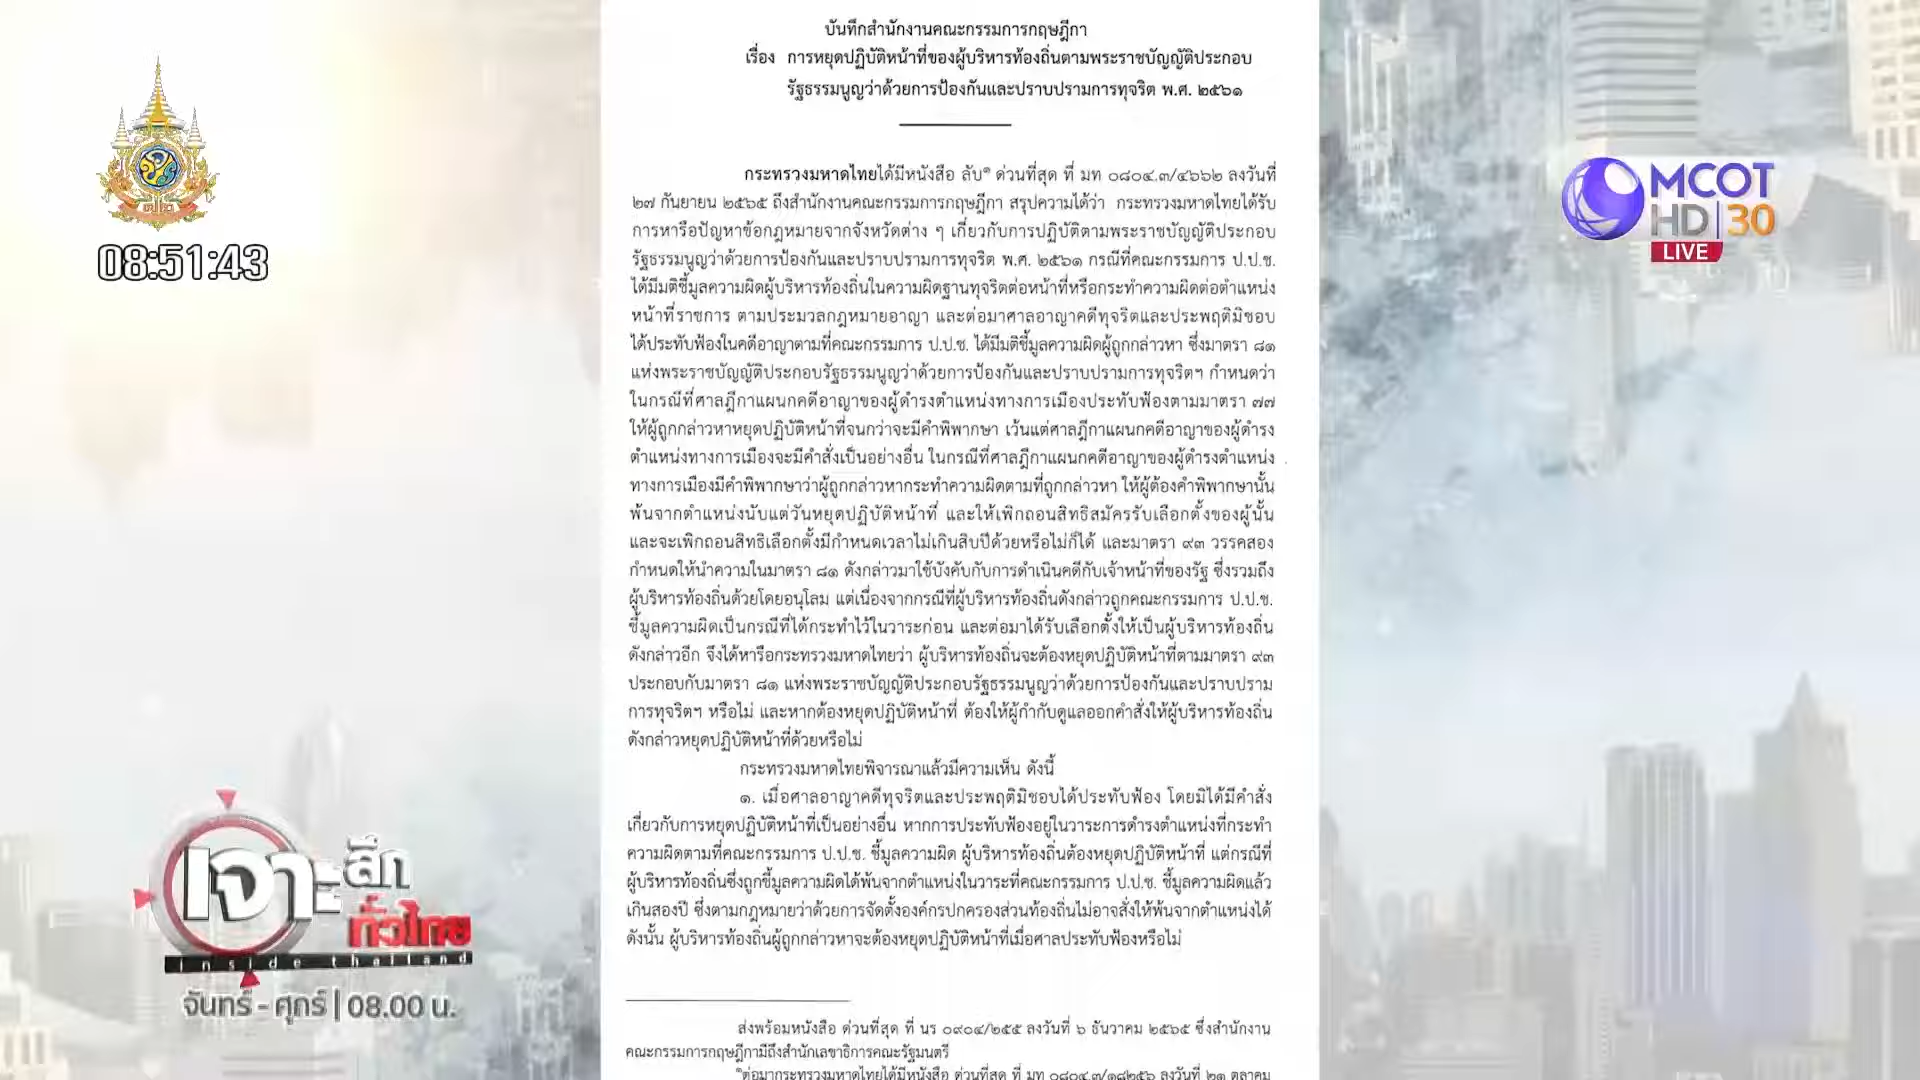 บันทึกสำนักงานคณะกรรมการกฤษฎีกา
เรื่อง การหยุดปฏิบัติหน้าที่ของผู้บริหารท้องถิ่นตามพระราชบัญญัติประกอบ
รัฐธรรมนูญว่าด้วยการป้องกันและปราบปรามการทุจริต พ.ศ. ๒๕๖๑
08:51:43
MCOT
HD 30
LIVE
กระทรวงมหาดไทยได้มีหนังสือ ลับ ด่วนที่สุด ที่ มท ๐๘๐๔.๓/๔๖๖๒ ลงวันที่
๒๗ กันยายน ๒๕๖๕ ถึงสำนักงานคณะกรรมการกฤษฎีกา สรุปความได้ว่า กระทรวงมหาดไทยได้รับ
การหารือปัญหาข้อกฎหมายจากจังหวัดต่าง ๆ เกี่ยวกับการปฏิบัติตามพระราชบัญญัติประกอบ
รัฐธรรมนูญว่าด้วยการป้องกันและปราบปรามการทุจริต พ.ศ. ๒๕๖๑ กรณีที่คณะกรรมการ ป.ป.ช.
ได้มีมติชี้มูลความผิดผู้บริหารท้องถิ่นในความผิดฐานทุจริตต่อหน้าที่หรือกระทำความผิดต่อตำแหน่ง
หน้าที่ราชการ ตามประมวลกฎหมายอาญา และต่อมาศาลอาญาคดีทุจริตและประพฤติมิชอบ
ได้ประทับฟ้องในคดีอาญาตามที่คณะกรรมการ ป.ป.ช. ได้มีมติชี้มูลความผิดผู้ถูกกล่าวหา ซึ่งมาตรา ๘๑
แห่งพระราชบัญญัติประกอบรัฐธรรมนูญว่าด้วยการป้องกันและปราบปรามการทุจริตฯ กำหนดว่า
ในกรณีที่ศาลฎีกาแผนกคดีอาญาของผู้ดำรงตำแหน่งทางการเมืองประทับฟ้องตามมาตรา ๗๗
ให้ผู้ถูกกล่าวหาหยุดปฏิบัติหน้าที่จนกว่าจะมีคำพิพากษา เว้นแต่ศาลฎีกาแผนกคดีอาญาของผู้ดำรง
ตำแหน่งทางการเมืองจะมีคำสั่งเป็นอย่างอื่น ในกรณีที่ศาลฎีกาแผนกคดีอาญาของผู้ดำรงตำแหน่ง
ทางการเมืองมีคำพิพากษาว่าผู้ถูกกล่าวหากระทำความผิดตามที่ถูกกล่าวหา ให้ผู้ต้องคำพิพากษานั้น
พ้นจากตำแหน่งนับแต่วันหยุดปฏิบัติหน้าที่ และให้เพิกถอนสิทธิสมัครรับเลือกตั้งของผู้นั้น
และจะเพิกถอนสิทธิเลือกตั้งมีกำหนดเวลาไม่เกินสิบปีด้วยหรือไม่ก็ได้ และมาตรา ๙๓ วรรคสอง
กำหนดให้นำความในมาตรา ๘๑ ดังกล่าวมาใช้บังคับกับการดำเนินคดีกับเจ้าหน้าที่ของรัฐ ซึ่งรวมถึง
ผู้บริหารท้องถิ่นด้วยโดยอนุโลม แต่เนื่องจากกรณีที่ผู้บริหารท้องถิ่นดังกล่าวถูกคณะกรรมการ ป.ป.ช.
ชี้มูลความผิดเป็นกรณีที่ได้กระทำไว้ในวาระก่อน และต่อมาได้รับเลือกตั้งให้เป็นผู้บริหารท้องถิ่น
ดังกล่าวอีก จึงได้หารือกระทรวงมหาดไทยว่า ผู้บริหารท้องถิ่นจะต้องหยุดปฏิบัติหน้าที่ตามมาตรา ๙๓
ประกอบกับมาตรา ๘๑ แห่งพระราชบัญญัติประกอบรัฐธรรมนูญว่าด้วยการป้องกันและปราบปราม
การทุจริตฯ หรือไม่ และหากต้องหยุดปฏิบัติหน้าที่ ต้องให้ผู้กำกับดูแลออกคำสั่งให้ผู้บริหารท้องถิ่น
ดังกล่าวหยุดปฏิบัติหน้าที่ด้วยหรือไม่
กระทรวงมหาดไทยพิจารณาแล้วมีความเห็น ดังนี้
๑. เมื่อศาลอาญาคดีทุจริตและประพฤติมิชอบได้ประทับฟ้อง โดยมิได้มีคำสั่ง
เกี่ยวกับการหยุดปฏิบัติหน้าที่เป็นอย่างอื่น หากการประทับฟ้องอยู่ในวาระการดำรงตำแหน่งที่กระทำ
ความผิดตามที่คณะกรรมการ ป.ป.ช. ชี้มูลความผิด ผู้บริหารท้องถิ่นต้องหยุดปฏิบัติหน้าที่ แต่กรณีที่
ผู้บริหารท้องถิ่นซึ่งถูกชี้มูลความผิดได้พ้นจากตำแหน่งในวาระที่คณะกรรมการ ป.ป.ช. ชี้มูลความผิดแล้ว
เกินสองปี ซึ่งตามกฎหมายว่าด้วยการจัดตั้งองค์กรปกครองส่วนท้องถิ่นไม่อาจสั่งให้พ้นจากตำแหน่งได้
ดังนั้น ผู้บริหารท้องถิ่นผู้ถูกกล่าวหาจะต้องหยุดปฏิบัติหน้าที่เมื่อศาลประทับฟ้องหรือไม่
เจาะลึก
ทั่วไทย
inside thailand
จันทร์ - ศุกร์ | 08.00 น.
ส่งพร้อมหนังสือ ด่วนที่สุด ที่ นร ๐๙๐๔/๒๕๕ ลงวันที่ ๖ ธันวาคม ๒๕๖๕ ซึ่งสำนักงาน
คณะกรรมการกฤษฎีกามีถึงสำนักเลขาธิการคณะรัฐมนตรี
ต่อมากระทรวงมหาดไทยได้มีหนังสือ ด่วนที่สุด ที่ มท ๐๘๐๔.๓/๑๘๒๕๖ ลงวันที่ ๒๑ ตุลาคม